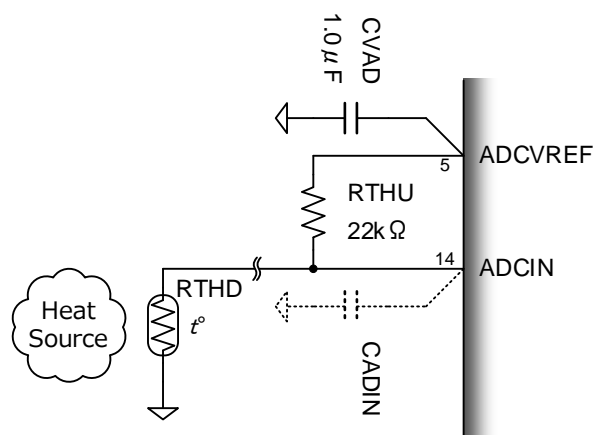 CVAD
1.0μF
ADCVREF
5
RTHU
22kΩ
14
ADCIN
RTHD
t°
Heat
Source
CADIN